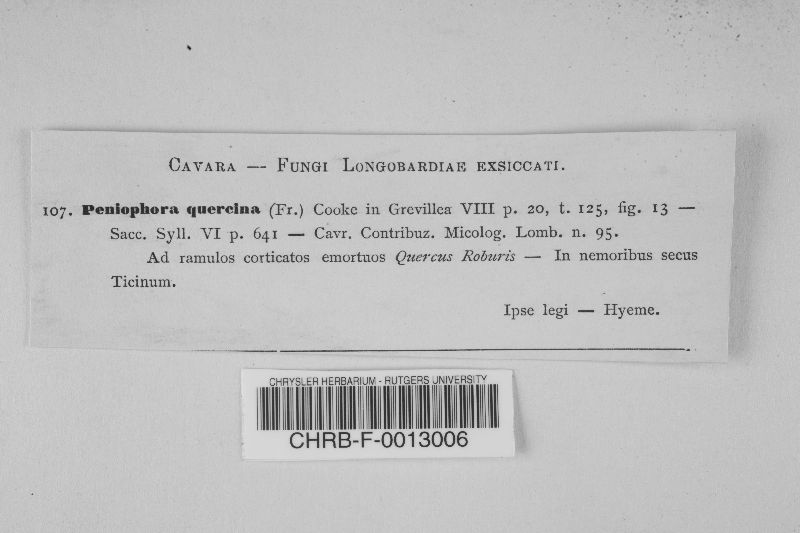 Cavara — Fungi Longobardiae exsiccati.
107. Peniophora quercina (Fr.) Cooke in Grevillea VIII p. 20, t. 125, fig. 13 —
Sacc. Syll. VI p. 641 — Cavr. Contribuz. Micolog. Lomb. n. 95.
Ad ramulos corticatos emortuos Quercus Roburis — In nemoribus secus
Ticinum.
Ipse legi — Hyeme.
CHRYSLER HERBARIUM - RUTGERS UNIVERSITY
CHRB-F-0013006